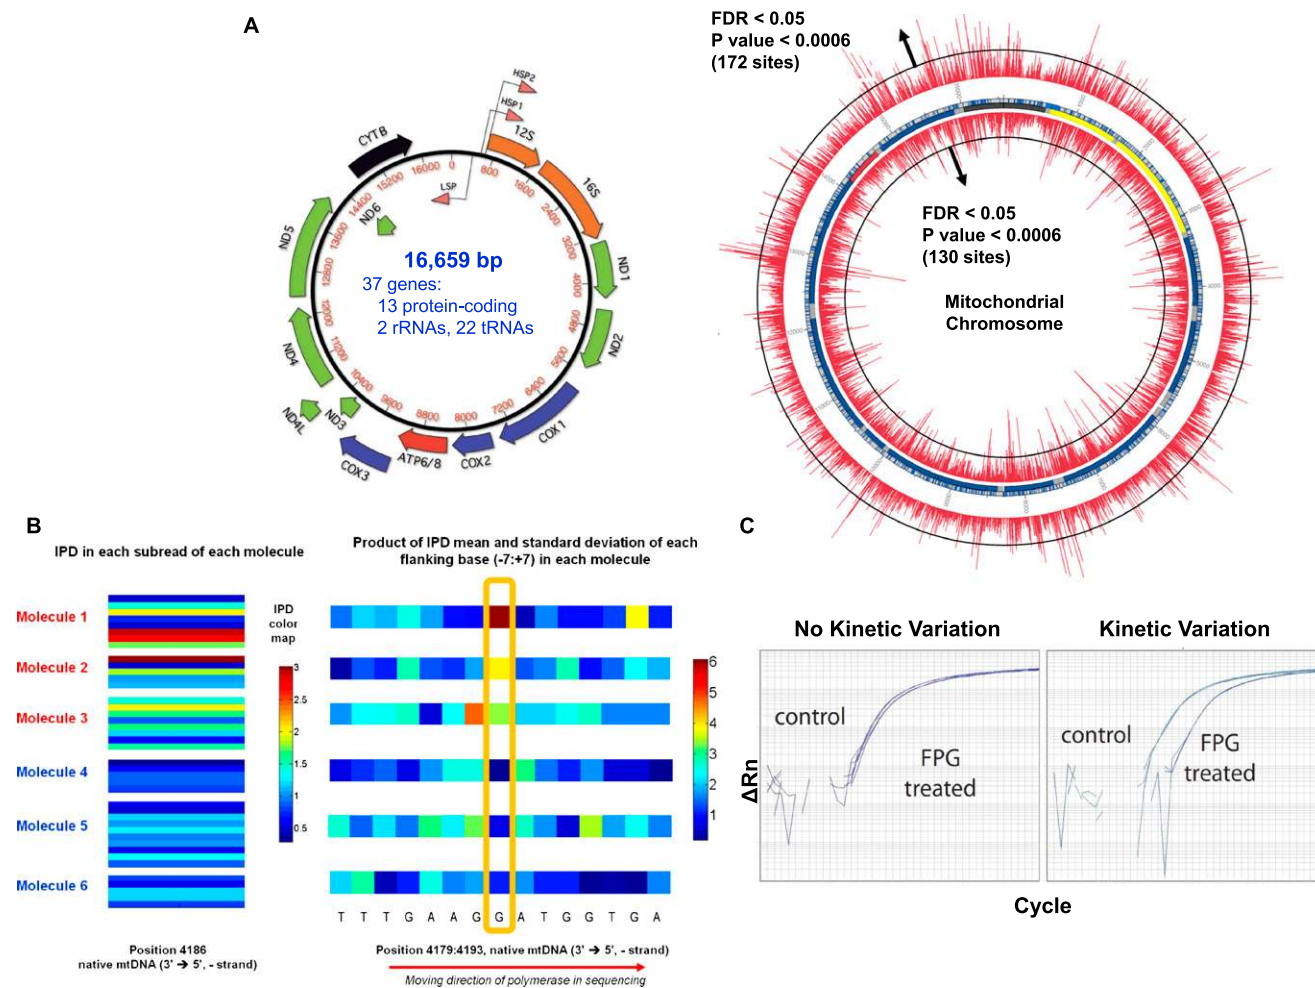 A
HSP2
HSP1
12S
16S
CYTB
LSP
ND6
ND5
ND1
ND2
ND4
ND4L
ND3
COX3
ATP6/8
COX2
COX1
0
800
1600
2400
3200
4000
4800
5600
6400
7200
8000
8800
9600
10400
11200
12000
12800
13600
14400
15200
16000
16,659 bp
37 genes:
13 protein-coding
2 rRNAs, 22 tRNAs
FDR < 0.05
P value < 0.0006
(172 sites)
FDR < 0.05
P value < 0.0006
(130 sites)
Mitochondrial
Chromosome
B
IPD in each subread of each molecule
Product of IPD mean and standard deviation of each
flanking base (-7:+7) in each molecule
Molecule 1
Molecule 2
Molecule 3
Molecule 4
Molecule 5
Molecule 6
IPD
color
map
3
2.5
2
1.5
1
0.5
6
5
4
3
2
1
T T T G A A G G A T G G T G A
Position 4186
native mtDNA (3' → 5', - strand)
Position 4179:4193, native mtDNA (3' → 5', - strand)
Moving direction of polymerase in sequencing
C
No Kinetic Variation
Kinetic Variation
control
FPG
treated
control
FPG
treated
ΔRn
Cycle